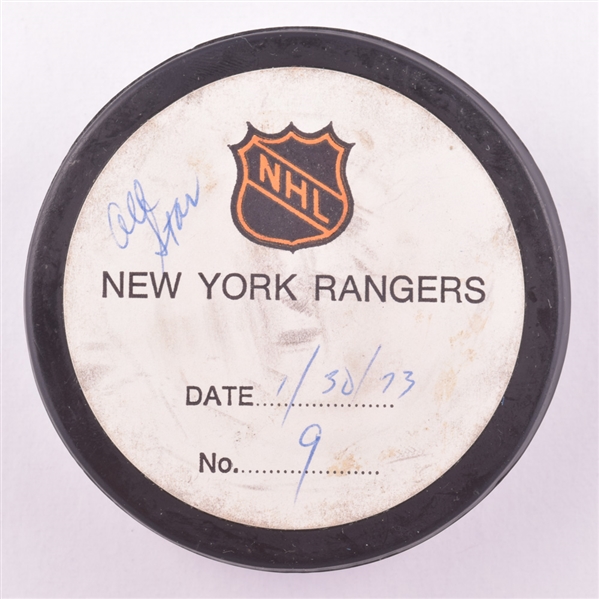 NHL
All
Star
NEW YORK RANGERS
DATE 1/30/73
No. 9